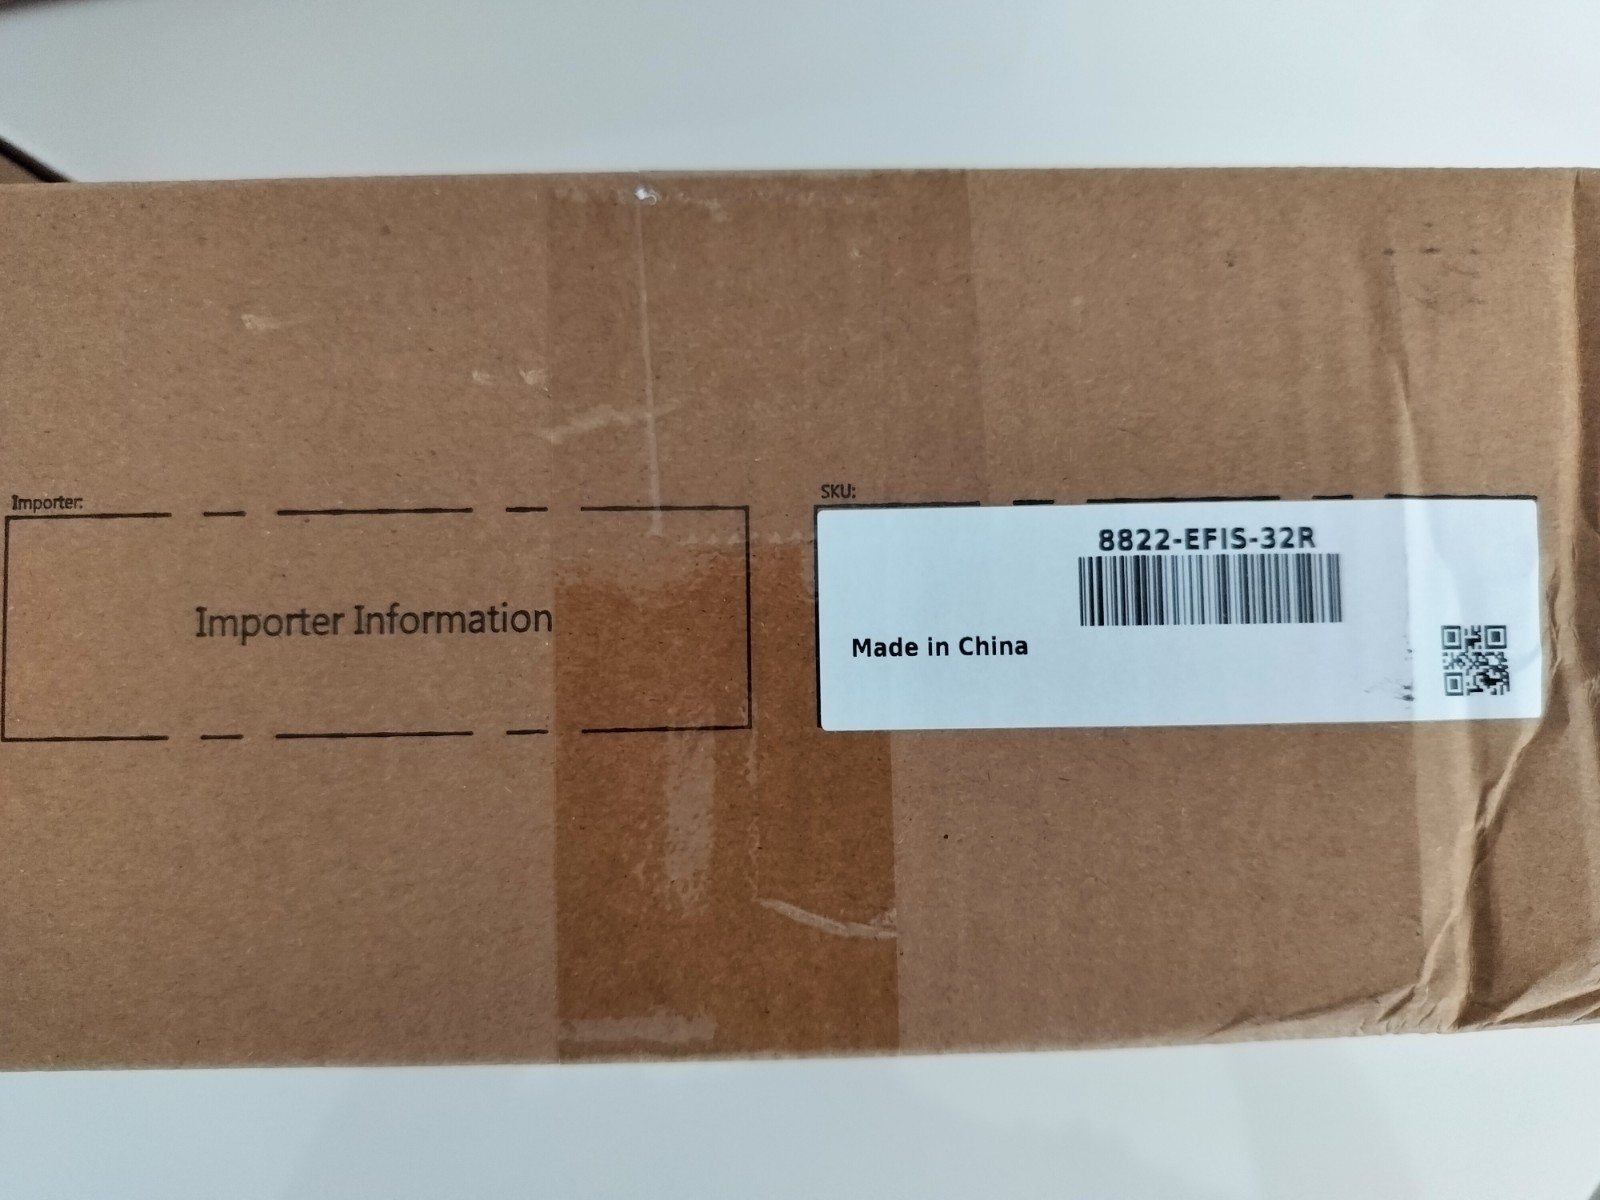 Importer:
Importer Information
SKU:
8822-EFIS-32R
Made in China